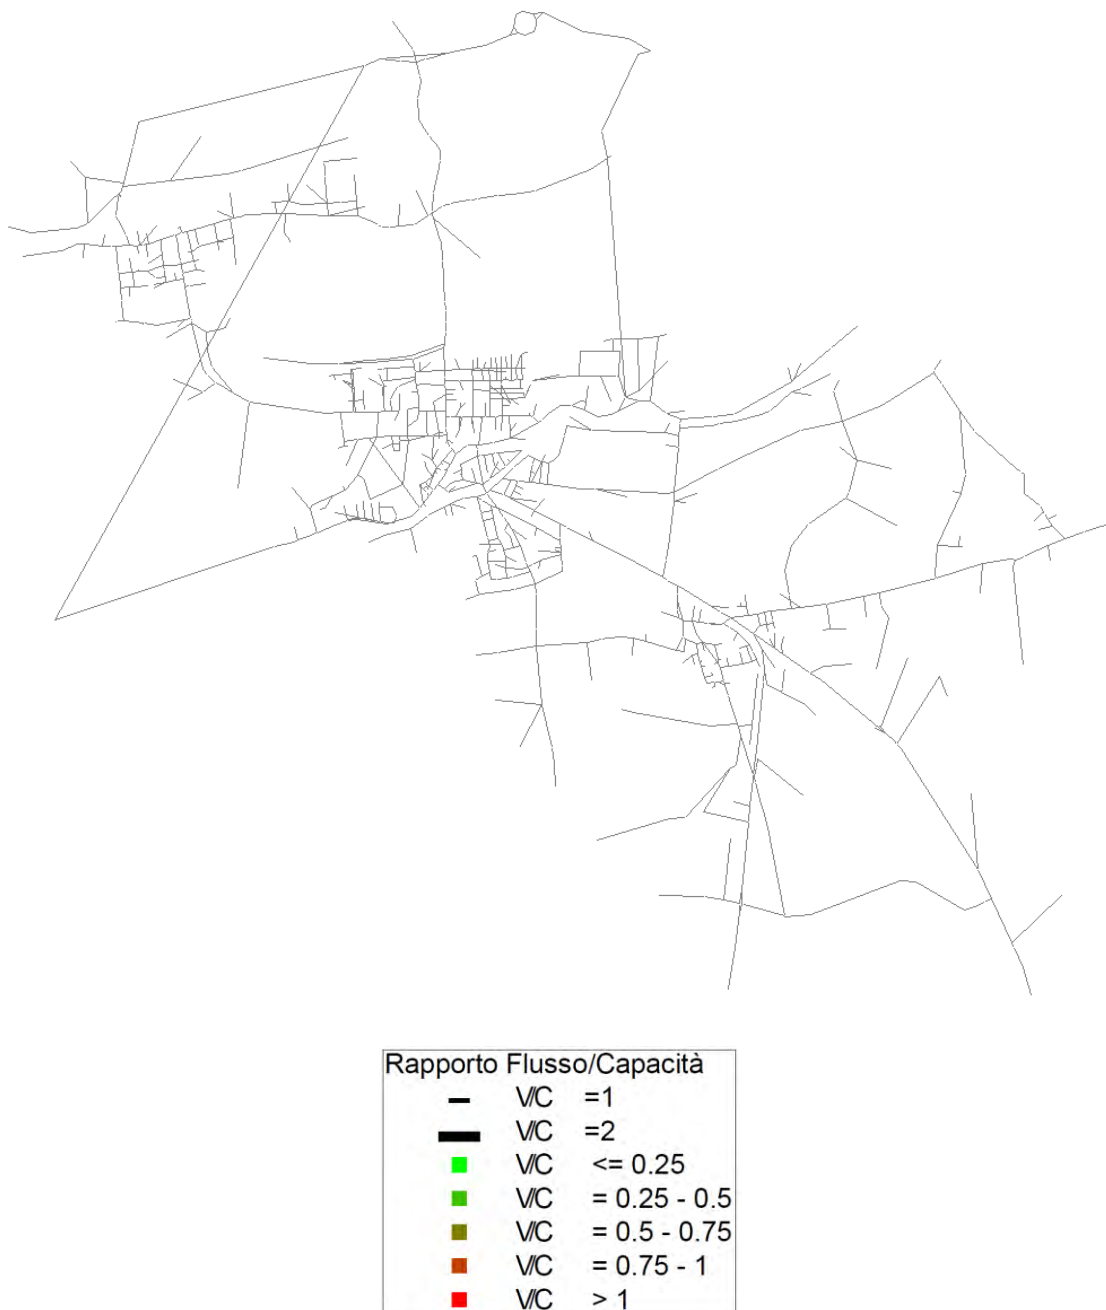 Rapporto Flusso/Capacità
V/C =1
V/C =2
V/C <= 0.25
V/C = 0.25 - 0.5
V/C = 0.5 - 0.75
V/C = 0.75 - 1
V/C > 1